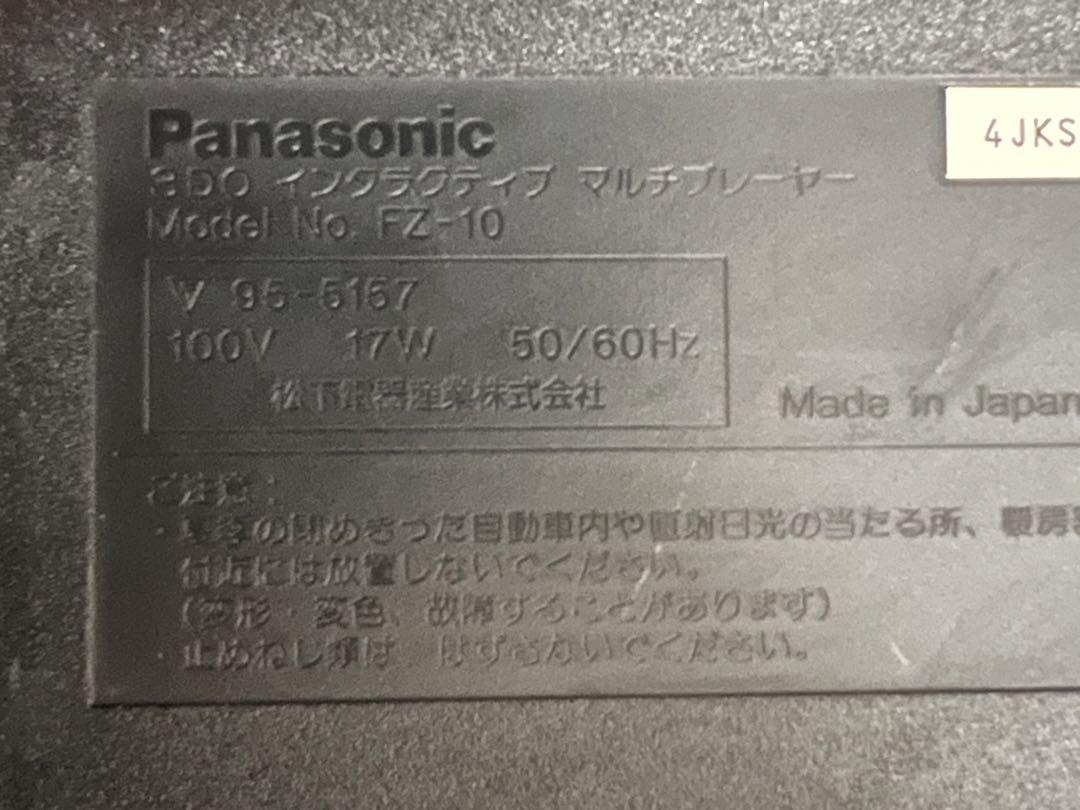 Panasonic
4JKS
3DO インタラクティブ マルチプレーヤー
Model No. FZ-10
95-5157
100V 17W 50/60Hz
松下電器産業株式会社
Made in Japan
ご注意:
・夏季の閉めきった自動車内や直射日光の当たる所、暖房
付近には放置しないでください。
(変形・変色、故障することがあります)
・止めねじ類は、はずさないでください。